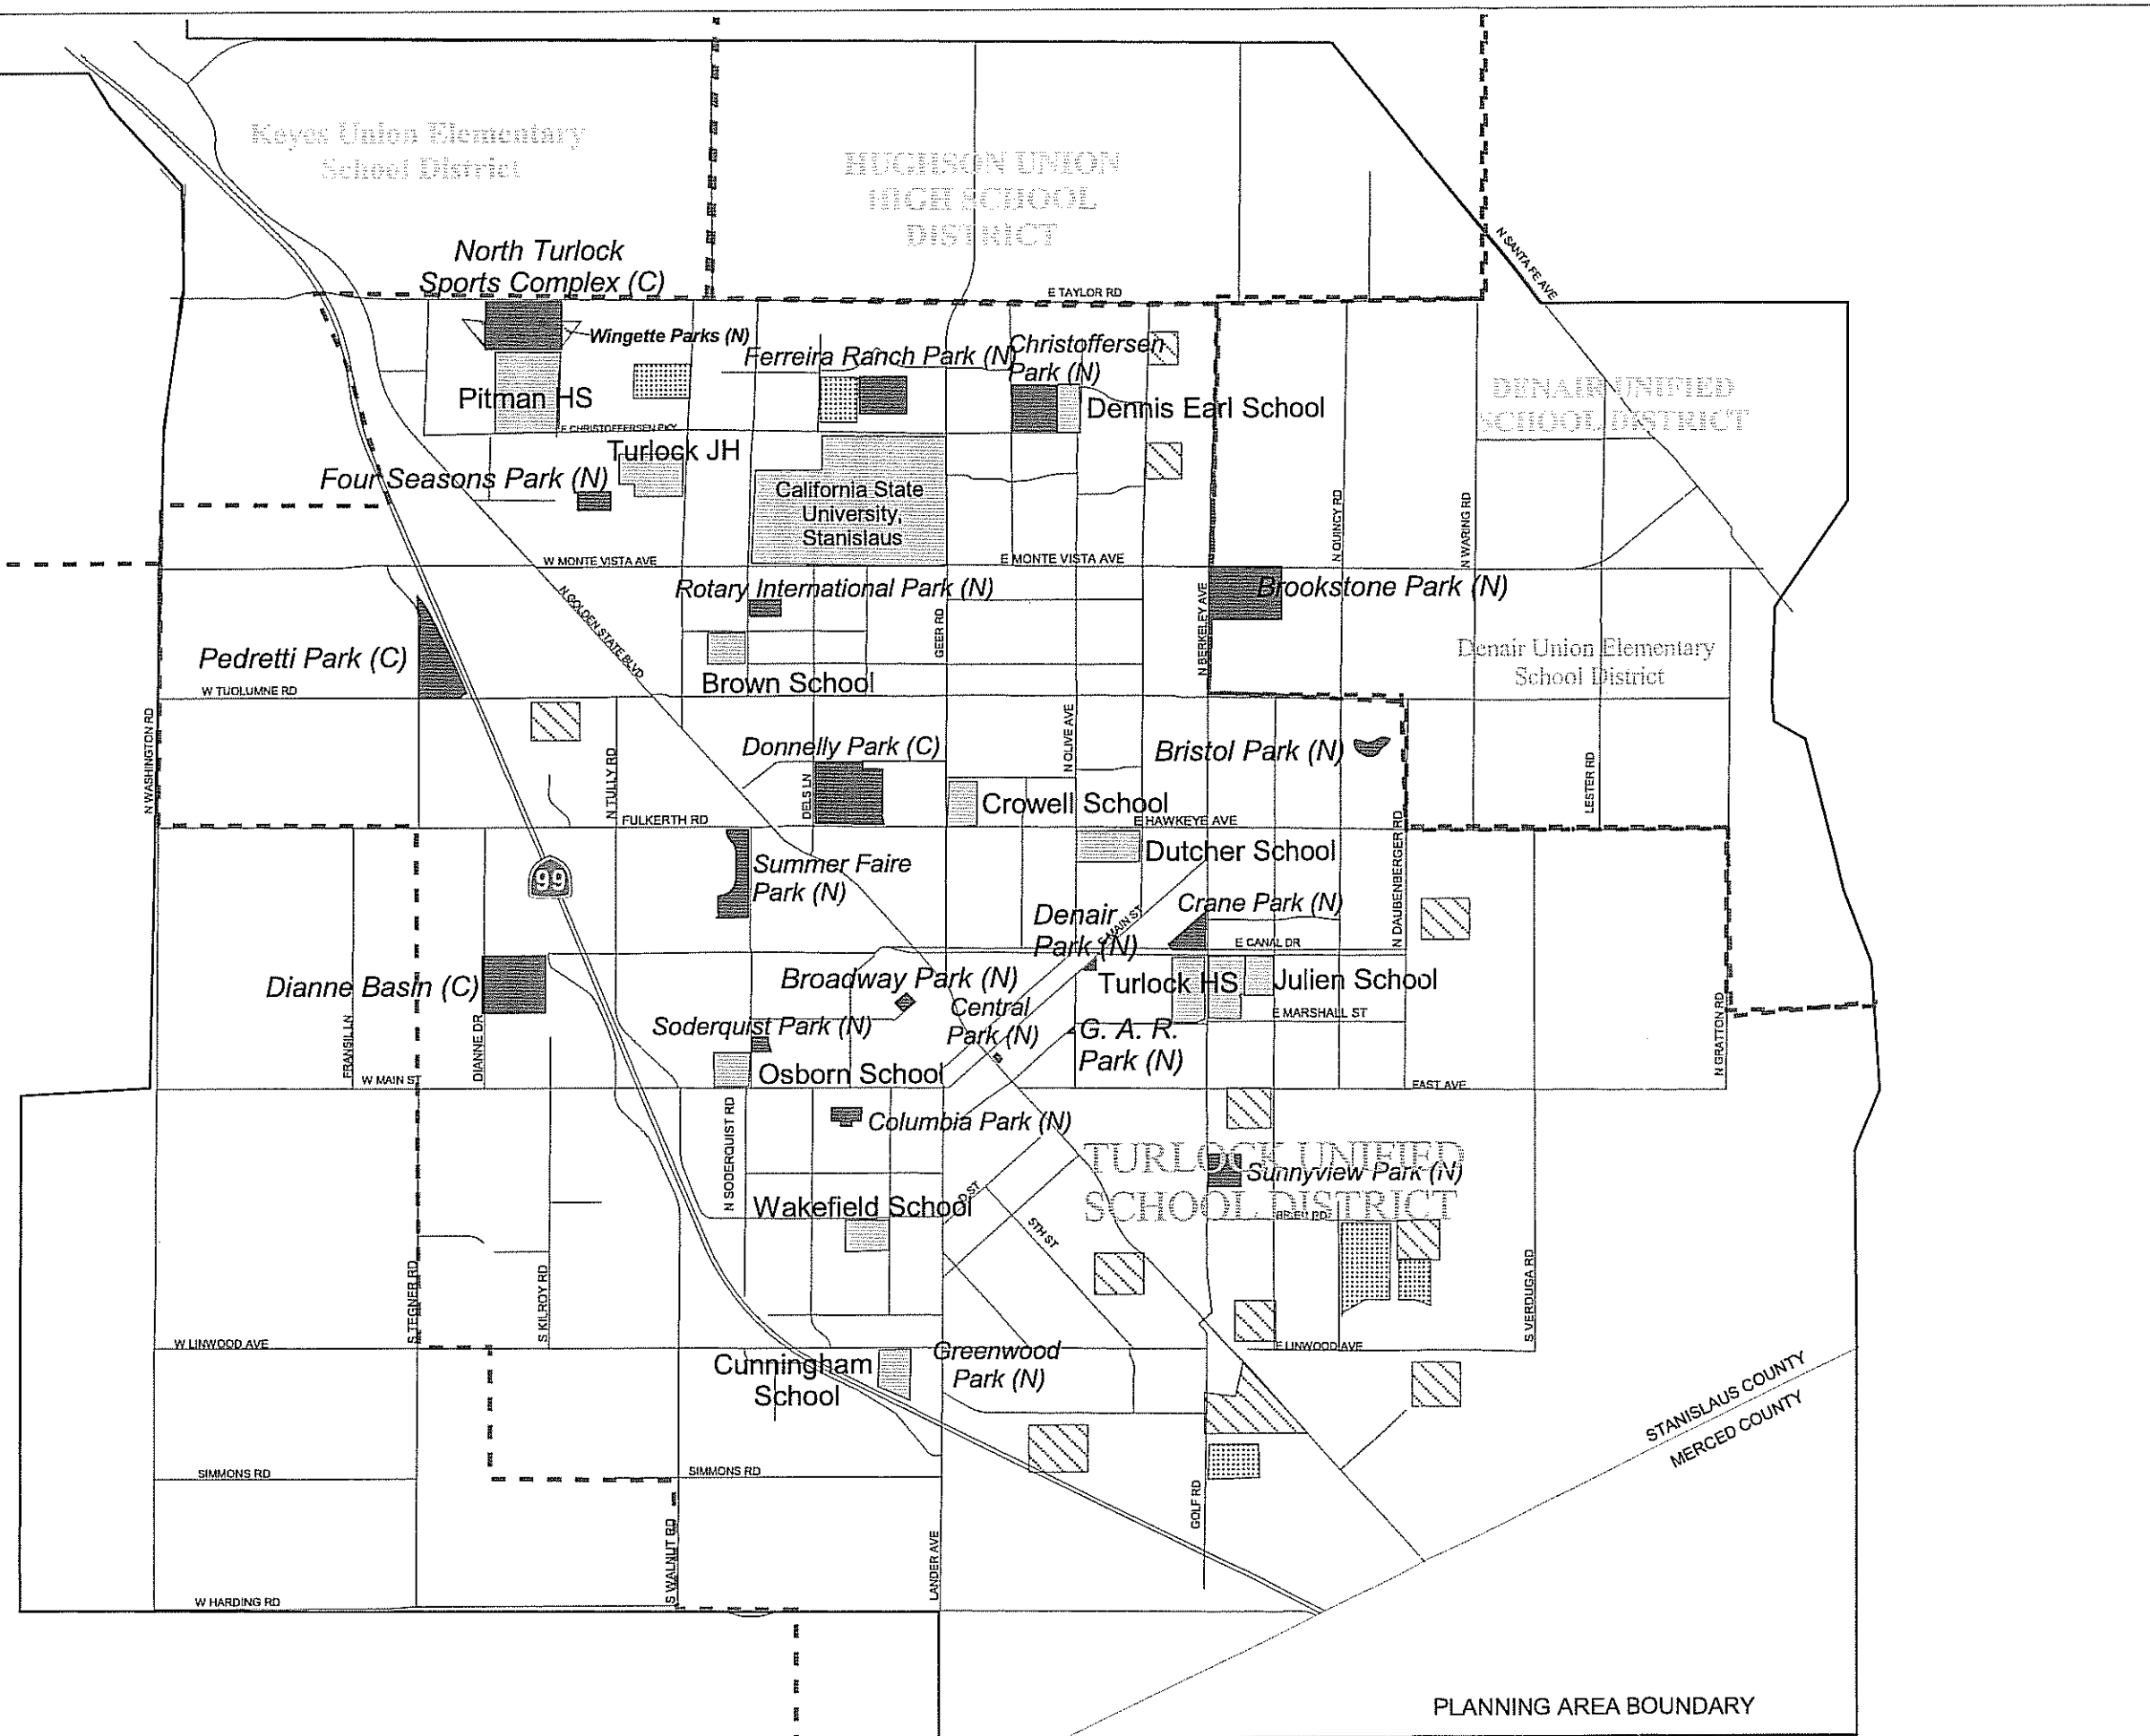 Keyes Union Elementary
School District
HUGHSON UNION
HIGH SCHOOL
DISTRICT
N SANTA FE AVE
North Turlock
Sports Complex (C)
E TAYLOR RD
Wingette Parks (N)
Ferreira Ranch Park (N)
Christoffersen
Park (N)
Pitman HS
Dennis Earl School
DENAIR UNIFIED
SCHOOL DISTRICT
E CHRISTOFFERSEN PKY
Turlock JH
Four Seasons Park (N)
California State
University,
Stanislaus
N QUINCY RD
N WARING RD
W MONTE VISTA AVE
E MONTE VISTA AVE
Rotary International Park (N)
Brookstone Park (N)
N GOLDEN STATE BLVD
GEER RD
N BERKELEY AVE
Pedretti Park (C)
Denair Union Elementary
School District
Brown School
W TUOLUMNE RD
N WASHINGTON RD
N TULLY RD
Donnelly Park (C)
DELS LN
N OLIVE AVE
Bristol Park (N)
LESTER RD
Crowell School
FULKERTH RD
E HAWKEYE AVE
99
Summer Faire
Park (N)
Dutcher School
N DAUBENBERGER RD
Crane Park (N)
Denair
Park (N)
E MAIN ST
E CANAL DR
Dianne Basin (C)
Broadway Park (N)
Turlock HS
Julien School
Central
Park (N)
Soderquist Park (N)
G. A. R.
Park (N)
E MARSHALL ST
FRANSIL LN
DIANNE DR
N GRATTON RD
Osborn School
W MAIN ST
EAST AVE
N SODERQUIST RD
Columbia Park (N)
TURLOCK UNIFIED
SCHOOL DISTRICT
Sunnyview Park (N)
Wakefield School
D ST
5TH ST
S TEGNER RD
S KILROY RD
S VERDUGA RD
W LINWOOD AVE
E LINWOOD AVE
Cunningham
School
Greenwood
Park (N)
STANISLAUS COUNTY
MERCED COUNTY
SIMMONS RD
SIMMONS RD
S WALNUT RD
LANDER AVE
GOLF RD
W HARDING RD
PLANNING AREA BOUNDARY